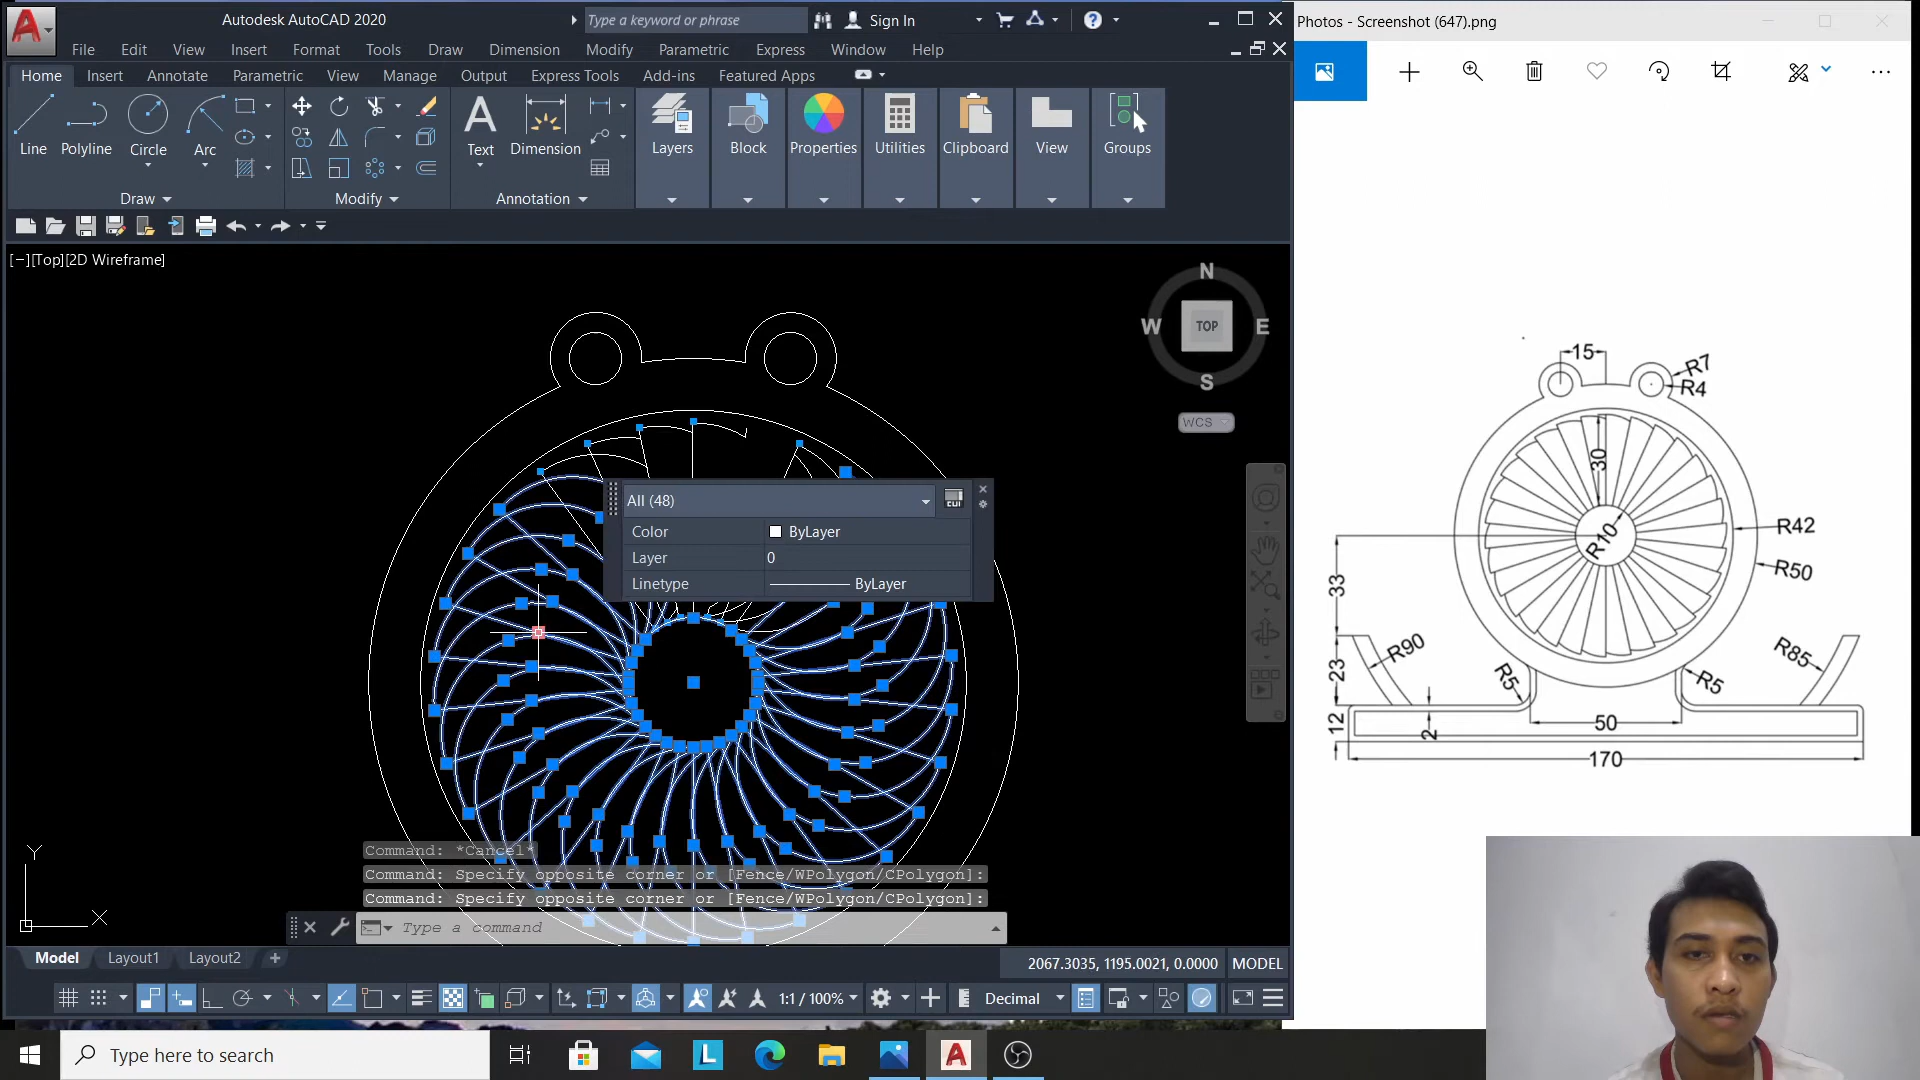 Autodesk AutoCAD 2020
Type a keyword or phrase
Sign In
File Edit View Insert Format Tools Draw Dimension Modify Parametric Express Window Help
Home Insert Annotate Parametric View Manage Output Express Tools Add-ins Featured Apps
Line Polyline Circle Arc
Text Dimension
Layers Block Properties Utilities Clipboard View Groups
Draw Modify Annotation
[−][Top][2D Wireframe]
N
W TOP E
S
WCS
All (48)
CUI
Color ByLayer
Layer 0
Linetype ByLayer
Y
X
Command: *Cancel*
Command: Specify opposite corner or [Fence/WPolygon/CPolygon]:
Command: Specify opposite corner or [Fence/WPolygon/CPolygon]:
Type a command
Model Layout1 Layout2
2067.3035, 1195.0021, 0.0000 MODEL
1:1 / 100% Decimal
Type here to search
Photos - Screenshot (647).png
15
R7
R4
30
R10
R42
R50
33
R90
R85
23
R5
R5
12
2
50
170